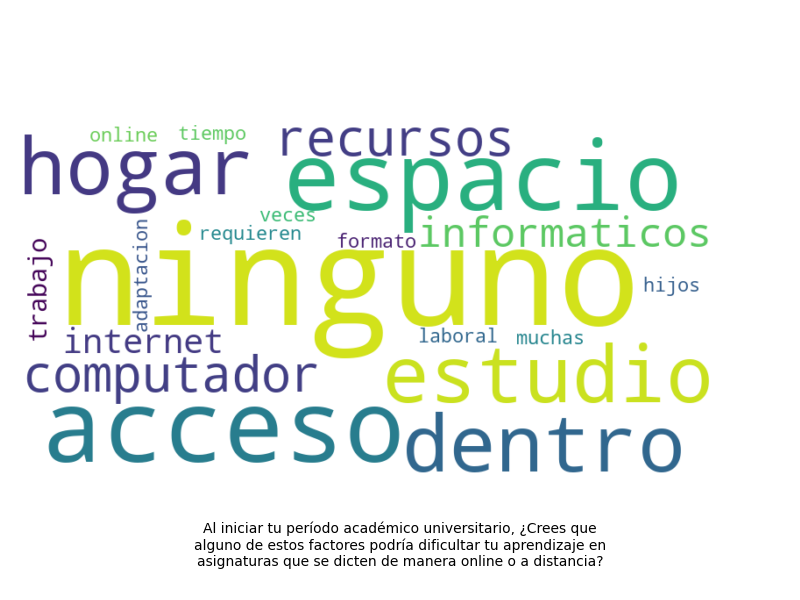 online tiempo
recursos
hogar
espacio
veces
requieren
formato
informaticos
trabajo
adaptacion
ninguno
hijos
internet
laboral
muchas
computador
estudio
acceso
dentro
Al iniciar tu período académico universitario, ¿Crees que
alguno de estos factores podría dificultar tu aprendizaje en
asignaturas que se dicten de manera online o a distancia?